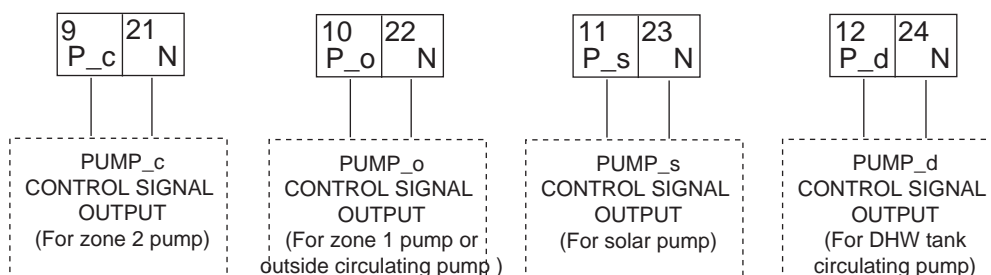 9 21
P_c N
PUMP_c
CONTROL SIGNAL
OUTPUT
(For zone 2 pump)
10 22
P_o N
PUMP_o
CONTROL SIGNAL
OUTPUT
(For zone 1 pump or
outside circulating pump )
11 23
P_s N
PUMP_s
CONTROL SIGNAL
OUTPUT
(For solar pump)
12 24
P_d N
PUMP_d
CONTROL SIGNAL
OUTPUT
(For DHW tank
circulating pump)